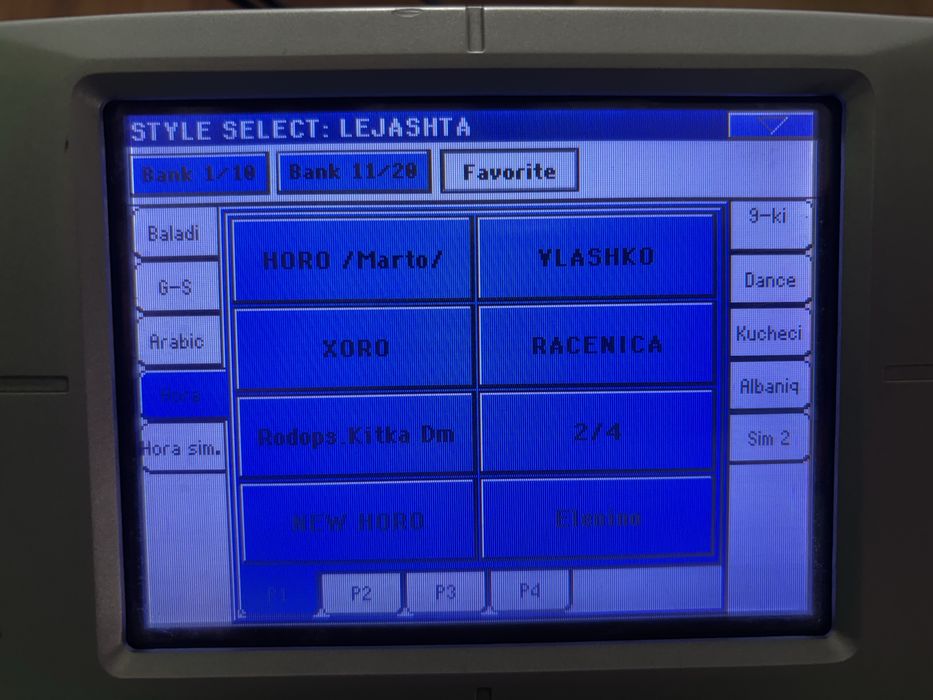 STYLE SELECT: LEJASHTA
Bank 1/10 Bank 11/20 Favorite
Baladi
G-S
Arabic
Hora
Hora sim.
HORO /Marto/ VLASHKO
XORO RACENICA
Rodops.Kitka Dm 2/4
NEW HORO Elenino
9-ki
Dance
Kucheci
Albaniq
Sim 2
P1 P2 P3 P4